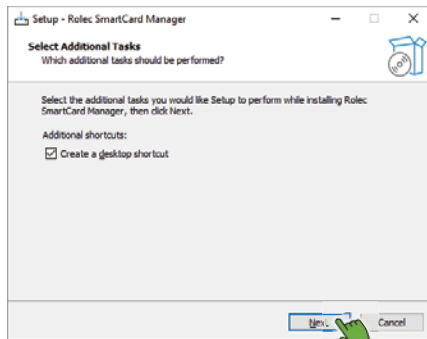 Setup - Rolec SmartCard Manager
Select Additional Tasks
Which additional tasks should be performed?
Select the additional tasks you would like Setup to perform while installing Rolec
SmartCard Manager, then click Next.
Additional shortcuts:
Create a desktop shortcut
Next
Cancel